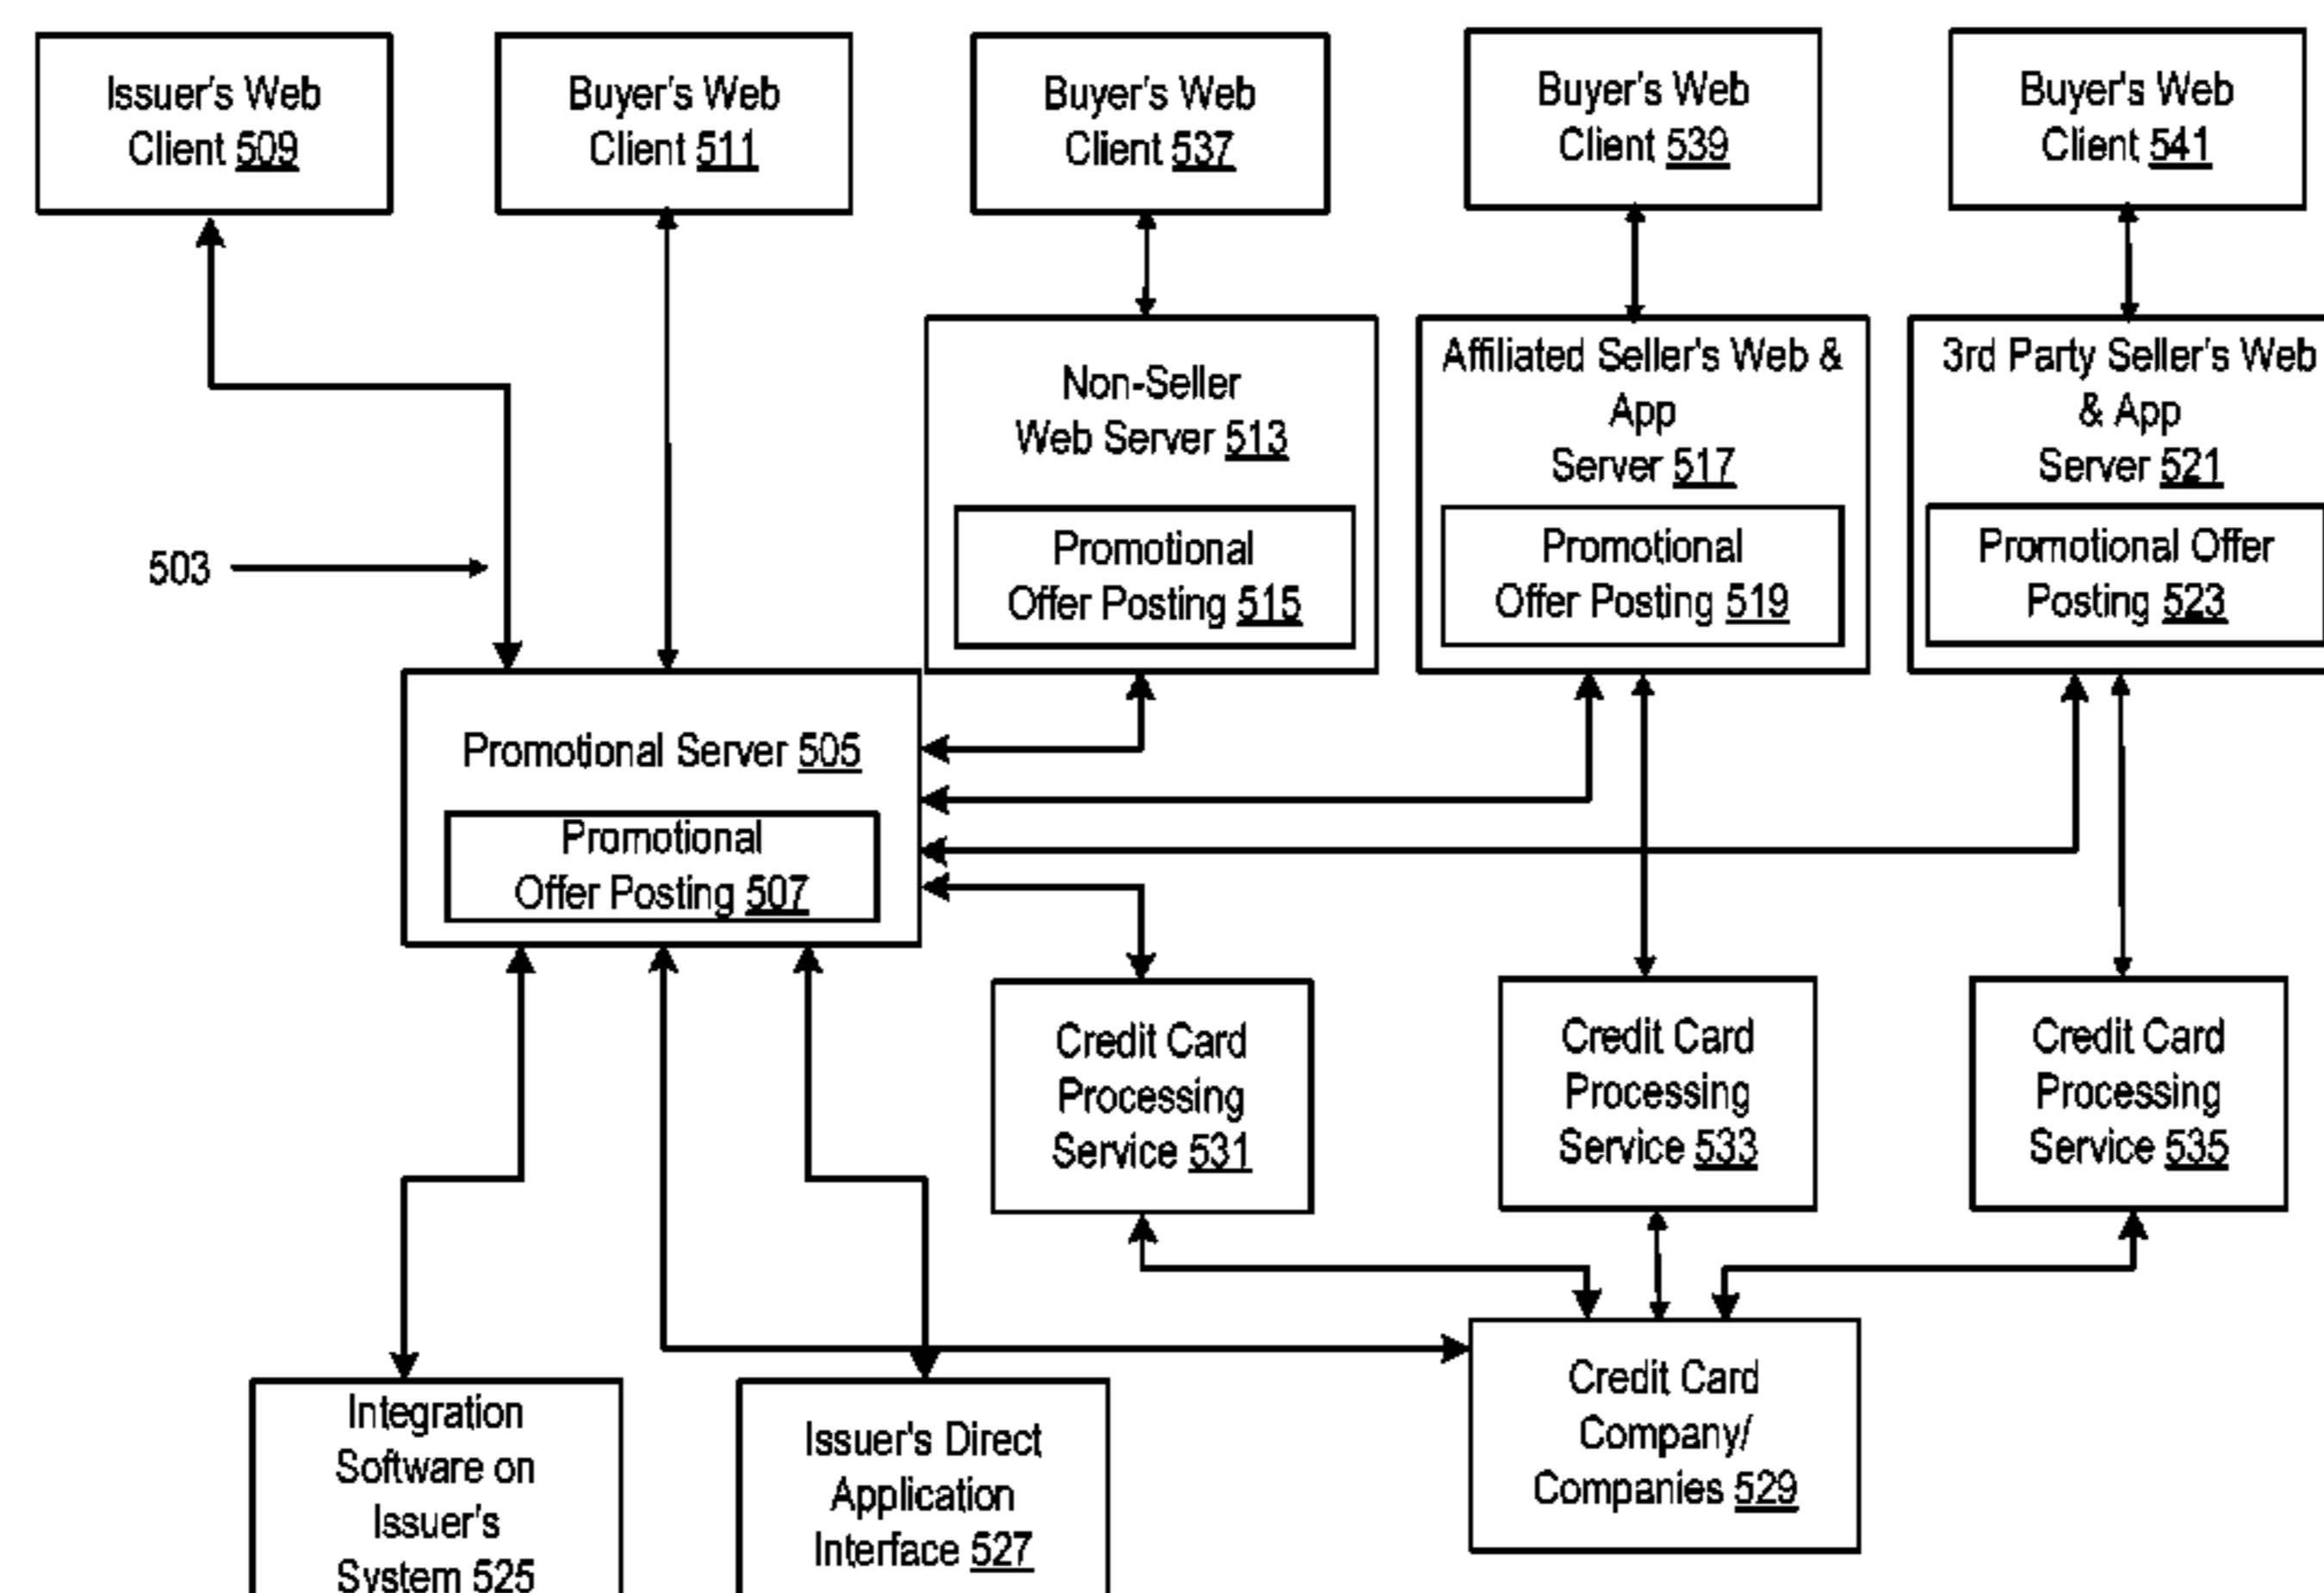 Issuer's Web
Client 509
Buyer's Web
Client 511
Buyer's Web
Client 537
Buyer's Web
Client 539
Buyer's Web
Client 541
Non-Seller
Web Server 513
Promotional
Offer Posting 515
Affiliated Seller's Web &
App
Server 517
Promotional
Offer Posting 519
3rd Party Seller's Web
& App
Server 521
Promotional Offer
Posting 523
503
Promotional Server 505
Promotional
Offer Posting 507
Credit Card
Processing
Service 531
Credit Card
Processing
Service 533
Credit Card
Processing
Service 535
Integration
Software on
Issuer's
System 525
Issuer's Direct
Application
Interface 527
Credit Card
Company/
Companies 529